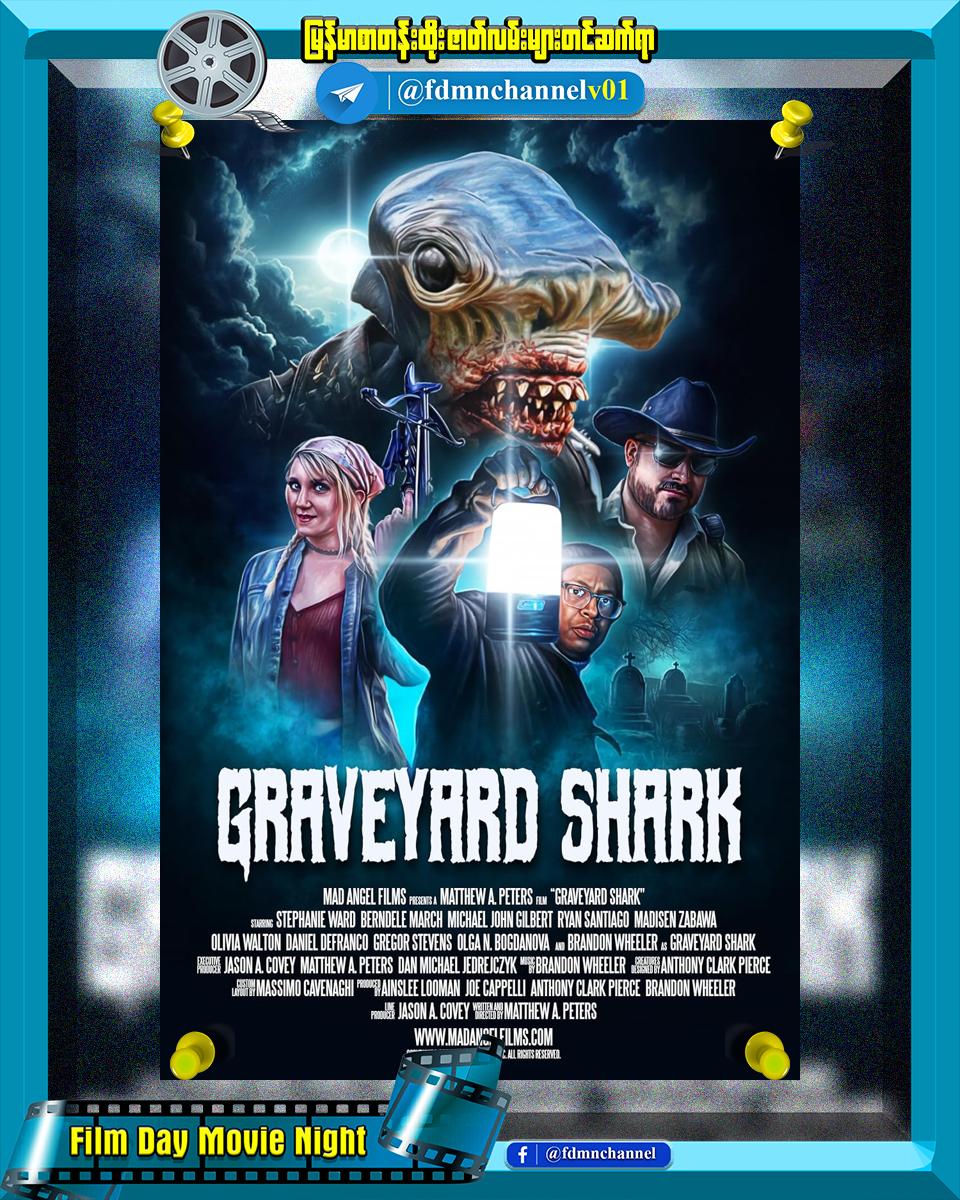 မြန်မာစာတန်းထိုးဇာတ်လမ်းများတင်ဆက်ရာ
@fdmnchannelv01
GRAVEYARD SHARK
MAD ANGEL FILMS PRESENTS A MATTHEW A. PETERS FILM "GRAVEYARD SHARK"
STARRING STEPHANIE WARD BERNDELE MARCH MICHAEL JOHN GILBERT RYAN SANTIAGO MADISEN ZABAWA
OLIVIA WALTON DANIEL DEFRANCO GREGOR STEVENS OLGA N. BOGDANOVA AND BRANDON WHEELER AS GRAVEYARD SHARK
EXECUTIVE PRODUCER JASON A. COVEY MATTHEW A. PETERS DAN MICHAEL JEDREJCZYK MUSIC BY BRANDON WHEELER CREATURES DESIGNED BY ANTHONY CLARK PIERCE
CUSTOM LAYOUT BY MASSIMO CAVENAGHI PRODUCED BY AINSLEE LOOMAN JOE CAPPELLI ANTHONY CLARK PIERCE BRANDON WHEELER
LINE PRODUCER JASON A. COVEY WRITTEN AND DIRECTED BY MATTHEW A. PETERS
WWW.MADANGELFILMS.COM
ALL RIGHTS RESERVED.
Film Day Movie Night
@fdmnchannel